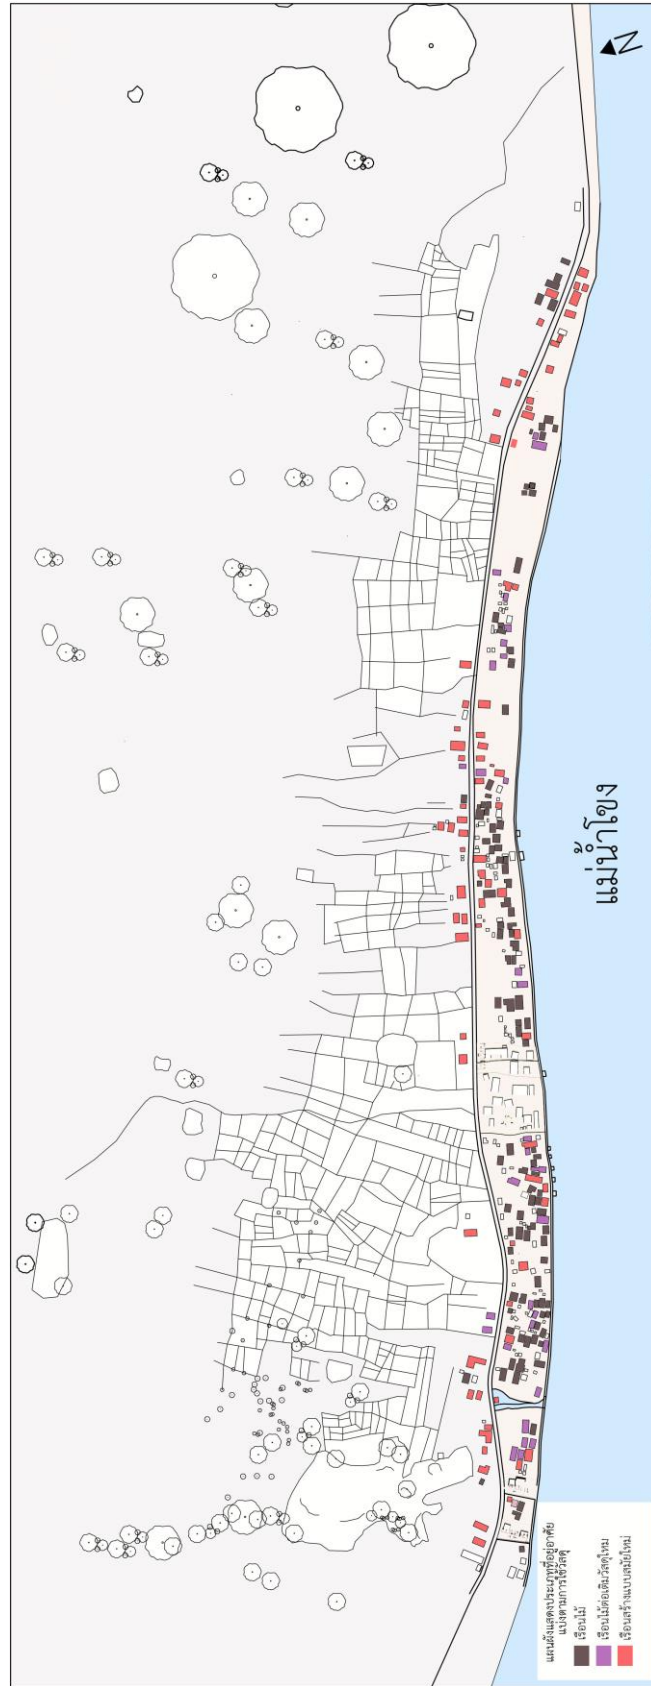 N
แม่น้ำโขง
แผนผังแสดงประเภทที่อยู่อาศัย
แบ่งตามการใช้วัสดุ
เรือนไม้
เรือนไม้ต่อเติมวัสดุใหม่
เรือนสร้างแบบสมัยใหม่